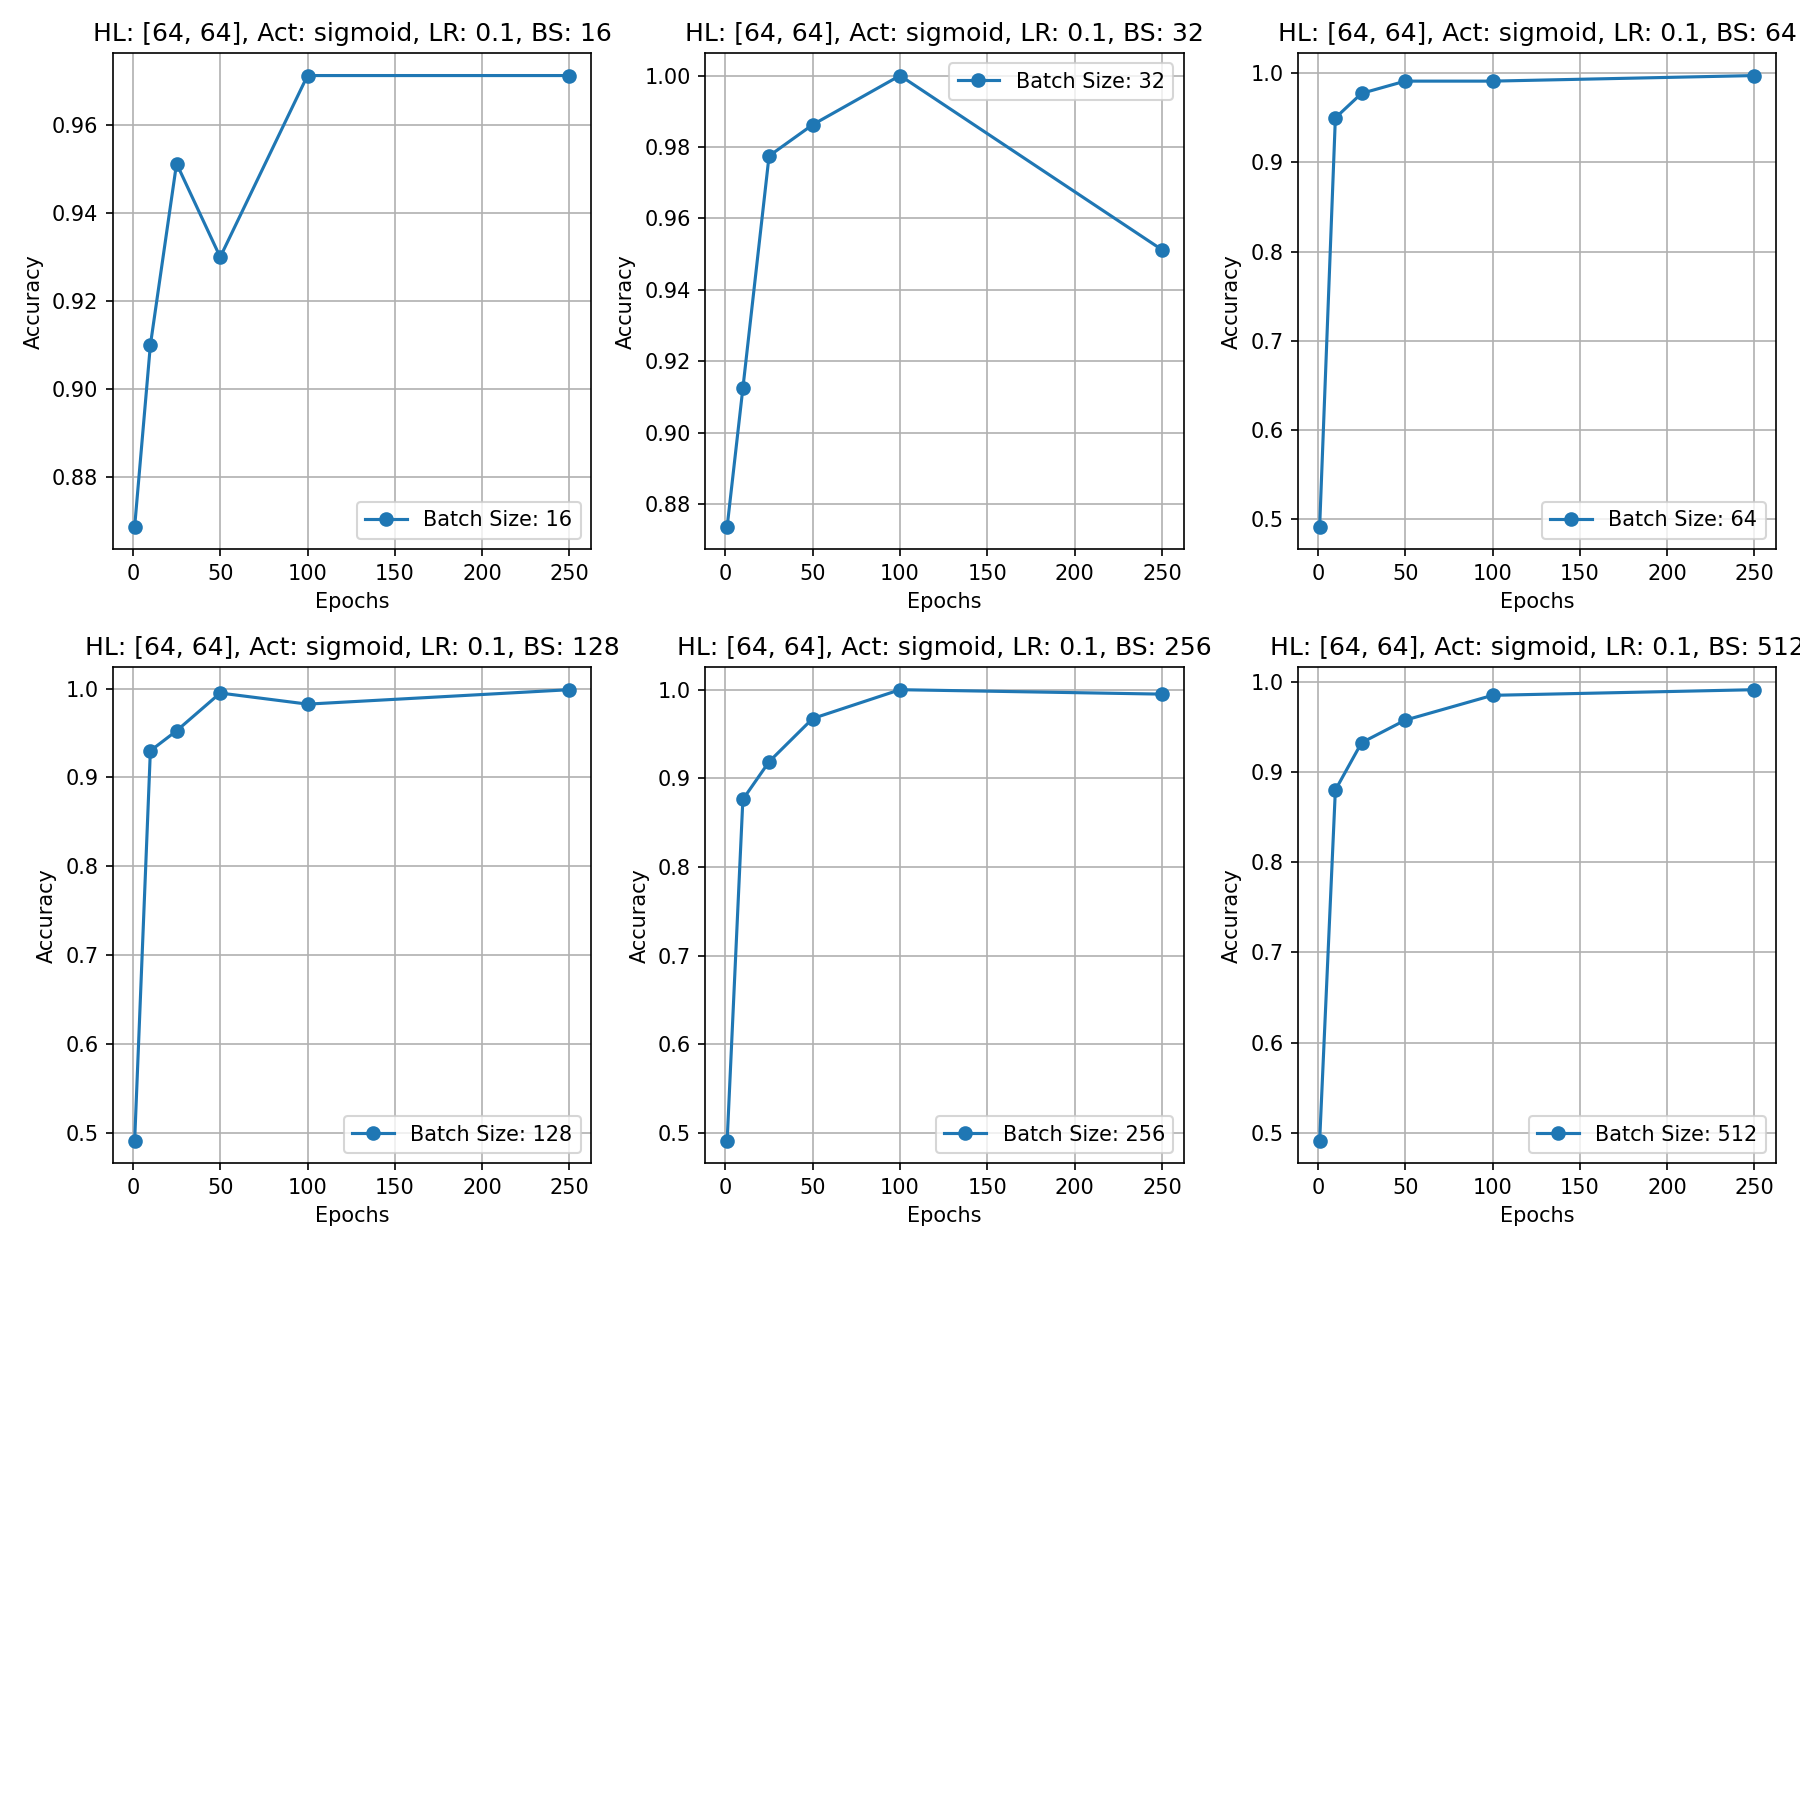 HL: [64, 64], Act: sigmoid, LR: 0.1, BS: 16
Accuracy
0.96
0.94
0.92
0.90
0.88
Batch Size: 16
0 50 100 150 200 250
Epochs
HL: [64, 64], Act: sigmoid, LR: 0.1, BS: 32
Accuracy
1.00
0.98
0.96
0.94
0.92
0.90
0.88
Batch Size: 32
0 50 100 150 200 250
Epochs
HL: [64, 64], Act: sigmoid, LR: 0.1, BS: 64
Accuracy
1.0
0.9
0.8
0.7
0.6
0.5
Batch Size: 64
0 50 100 150 200 250
Epochs
HL: [64, 64], Act: sigmoid, LR: 0.1, BS: 128
Accuracy
1.0
0.9
0.8
0.7
0.6
0.5
Batch Size: 128
0 50 100 150 200 250
Epochs
HL: [64, 64], Act: sigmoid, LR: 0.1, BS: 256
Accuracy
1.0
0.9
0.8
0.7
0.6
0.5
Batch Size: 256
0 50 100 150 200 250
Epochs
HL: [64, 64], Act: sigmoid, LR: 0.1, BS: 512
Accuracy
1.0
0.9
0.8
0.7
0.6
0.5
Batch Size: 512
0 50 100 150 200 250
Epochs